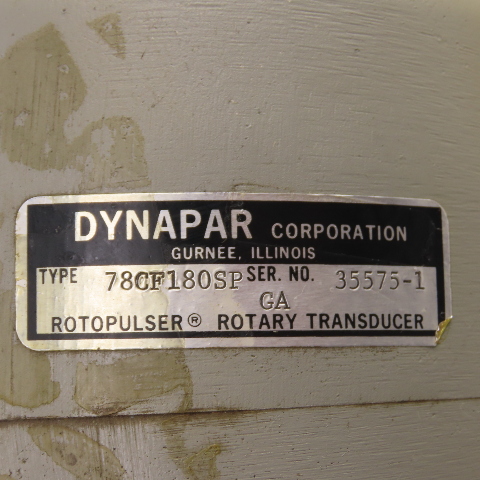 DYNAPAR CORPORATION
GURNEE, ILLINOIS
TYPE 78CF180SP SER. NO. 35575-1
GA
ROTOPULSER® ROTARY TRANSDUCER